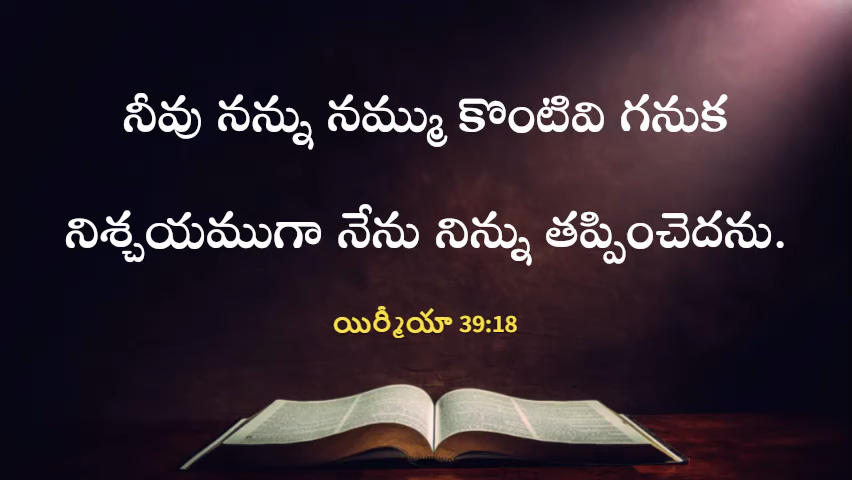 నీవు నన్ను నమ్ము కొంటివి గనుక
నిశ్చయముగా నేను నిన్ను తప్పించెదను.
యిర్మీయా 39:18